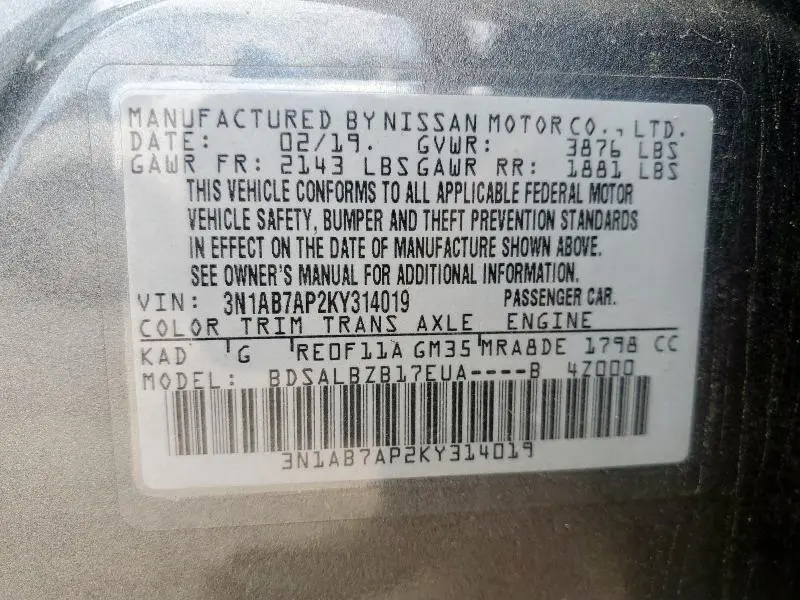 MANUFACTURED BY NISSAN MOTOR CO., LTD.
DATE: 02/19. GVWR: 3876 LBS
GAWR FR: 2143 LBS GAWR RR: 1881 LBS
THIS VEHICLE CONFORMS TO ALL APPLICABLE FEDERAL MOTOR
VEHICLE SAFETY, BUMPER AND THEFT PREVENTION STANDARDS
IN EFFECT ON THE DATE OF MANUFACTURE SHOWN ABOVE.
SEE OWNER'S MANUAL FOR ADDITIONAL INFORMATION.
VIN: 3N1AB7AP2KY314019 PASSENGER CAR.
COLOR TRIM TRANS AXLE ENGINE
KAD G RE0F11A GM35 MRA8DE 1798 CC
MODEL: BDSALBZB17EUA----B 4Z000
3N1AB7AP2KY314019